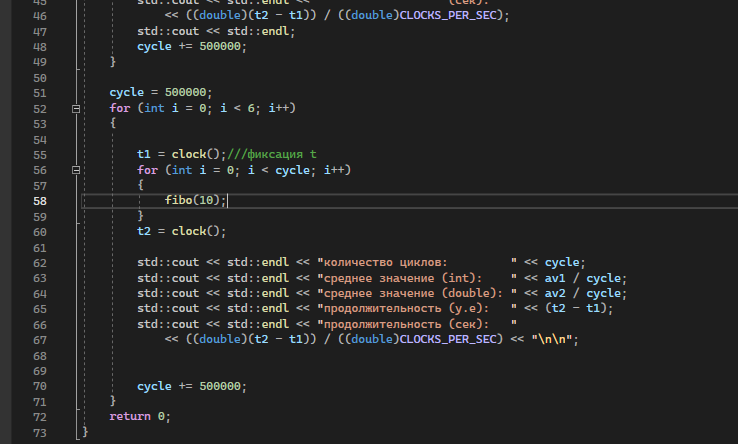 45 std::cout << std::endl << (сек):
46 << ((double)(t2 - t1)) / ((double)CLOCKS_PER_SEC);
47 std::cout << std::endl;
48 cycle += 500000;
49 }
50
51 cycle = 500000;
52 for (int i = 0; i < 6; i++)
53 {
54
55 t1 = clock();///фиксация t
56 for (int i = 0; i < cycle; i++)
57 {
58 fibo(10);
59 }
60 t2 = clock();
61
62 std::cout << std::endl << "количество циклов:         " << cycle;
63 std::cout << std::endl << "среднее значение (int):    " << av1 / cycle;
64 std::cout << std::endl << "среднее значение (double): " << av2 / cycle;
65 std::cout << std::endl << "продолжительность (у.е):   " << (t2 - t1);
66 std::cout << std::endl << "продолжительность (сек):   "
67 << ((double)(t2 - t1)) / ((double)CLOCKS_PER_SEC) << "\n\n";
68
69
70 cycle += 500000;
71 }
72 return 0;
73 }